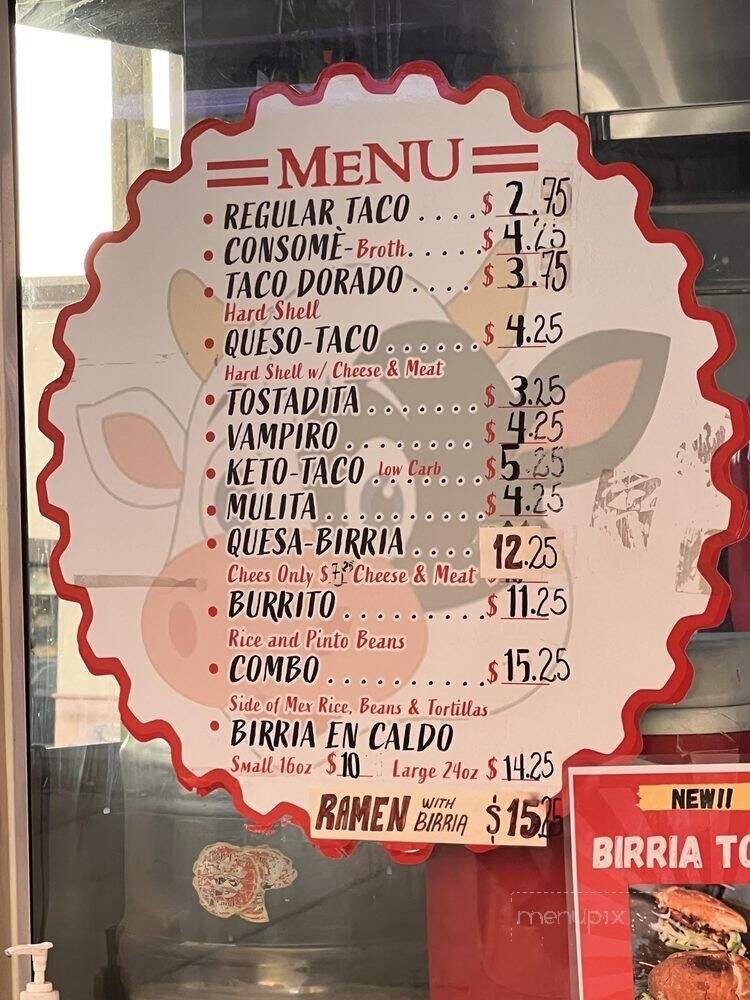 MENU
REGULAR TACO .... $ 2.75
CONSOMÈ-Broth..... $ 4.25
TACO DORADO .... $ 3.75
Hard Shell
QUESO-TACO ...... $ 4.25
Hard Shell w/ Cheese & Meat
TOSTADITA ....... $ 3.25
VAMPIRO ........ $ 4.25
KETO-TACO Low Carb ...... $5.25
MULITA .......... $ 4.25
QUESA-BIRRIA .... 12.25
Chees Only $7.25 Cheese & Meat
BURRITO ......... $ 11.25
Rice and Pinto Beans
COMBO .......... $ 15.25
Side of Mex Rice, Beans & Tortillas
BIRRIA EN CALDO
Small 16oz $10 Large 24oz $ 14.25
RAMEN WITH BIRRIA $ 15.25
NEW!!
BIRRIA TO
menupix